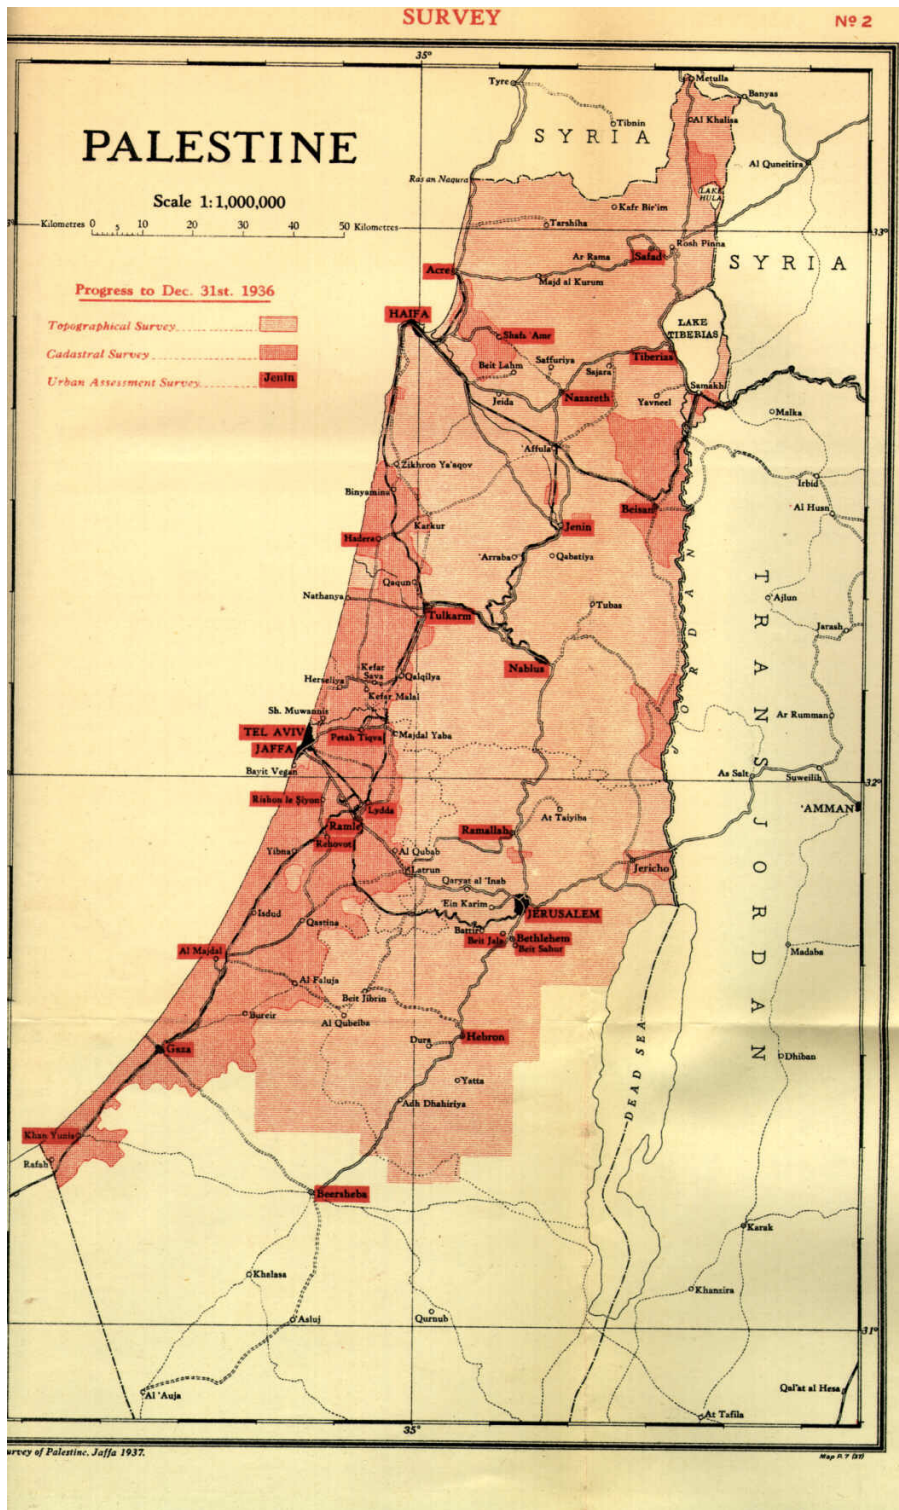 SURVEY
Nº 2
35°
PALESTINE
Scale 1:1,000,000
Kilometres 0 10 20 30 40 50 Kilometres
Progress to Dec. 31st. 1936
Topographical Survey
Cadastral Survey
Urban Assessment Survey Jenin
Tyre
Metulla
Banyas
Tibnin
Al Khalisa
SYRIA
Al Quneitira
Ras an Naqura
LAKE
HULA
Kafr Bir'im
Tarshiha
33°
Rosh Pinna
Safad
Ar Rama
SYRIA
Acre
Majd al Kurum
HAIFA
LAKE
TIBERIAS
Shafa 'Amr
Tiberias
Beit Lahm
Saffuriya
Sajara
Samakh
Jeida
Nazareth
Yavneel
Malka
'Affula
Zikhron Ya'aqov
Irbid
Binyamina
Beisan
Al Husn
Karkur
Jenin
Hadera
'Arraba
Qabatiya
Qaqun
Nathanya
'Ajlun
Tulkarm
Tubas
Jarash
JORDAN
TRANSJORDAN
Nablus
Kefar
Sava
Qalqilya
Herseliya
Kefar Malal
Sh. Muwannis
Ar Rumman
TEL AVIV
Petah Tiqva
Majdal Yaba
JAFFA
Bayit Vegan
As Salt
Suweilih
32°
Rishon le Ṣiyon
Lydda
'AMMAN
Ramle
Ramallah
At Taiyiba
Rehovot
Yibna
Al Qubab
Latrun
Jericho
Qaryat al 'Inab
'Ein Karim
Isdud
Qastina
JERUSALEM
Battir
Beit Jala
Bethlehem
Beit Sahur
Al Majdal
Madaba
Al Faluja
Beit Jibrin
Bureir
Al Qubeiba
Gaza
Dura
Hebron
DEAD SEA
Dhiban
Yatta
Adh Dhahiriya
Khan Yunis
Rafah
Beersheba
Karak
Khalasa
Khanzira
'Asluj
Qurnub
31°
Al 'Auja
Qal'at al Hesa
At Tafila
35°
urvey of Palestine, Jaffa 1937.
Map P. 7 (37)